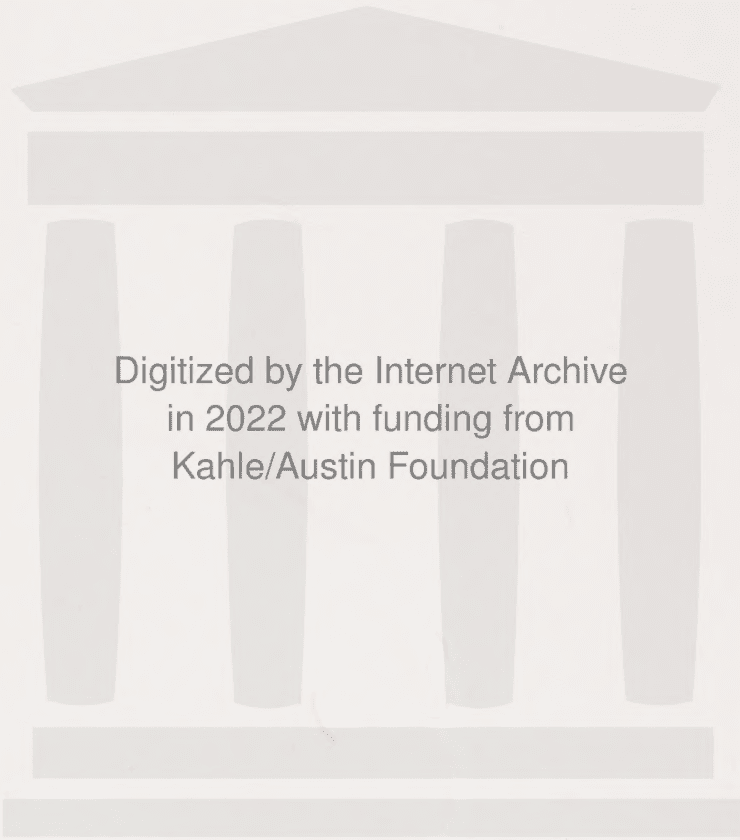 Digitized by the Internet Archive
in 2022 with funding from
Kahle/Austin Foundation